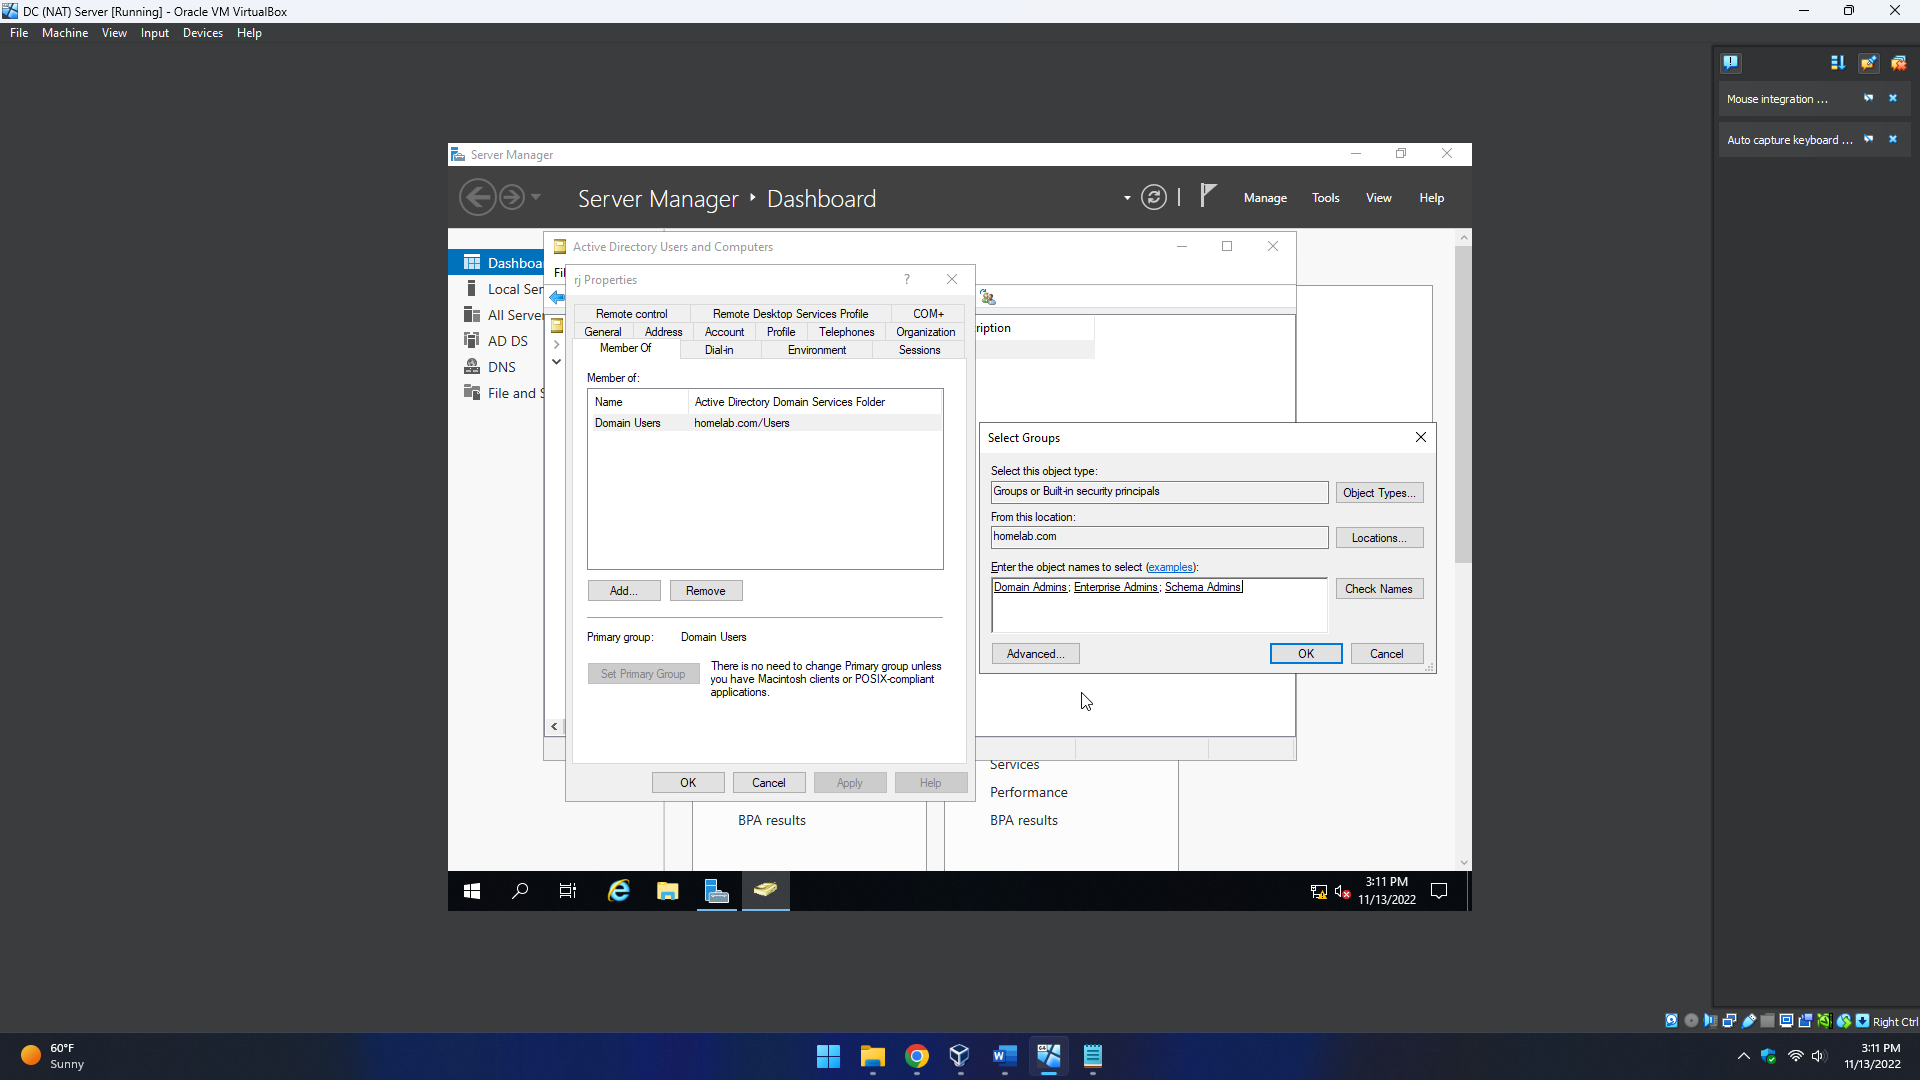 DC (NAT) Server [Running] - Oracle VM VirtualBox
File Machine View Input Devices Help
Mouse integration ...
Auto capture keyboard ...
Server Manager
Server Manager Dashboard
Manage Tools View Help
Dashboa
Local Ser
All Server
AD DS
DNS
File and S
Active Directory Users and Computers
Fil
rj Properties
?
Remote control Remote Desktop Services Profile COM+
General Address Account Profile Telephones Organization
Member Of Dial-in Environment Sessions
Member of:
Name Active Directory Domain Services Folder
Domain Users homelab.com/Users
Add... Remove
Primary group: Domain Users
Set Primary Group
There is no need to change Primary group unless
you have Macintosh clients or POSIX-compliant
applications.
OK Cancel Apply Help
ription
Select Groups
Select this object type:
Groups or Built-in security principals
Object Types...
From this location:
homelab.com
Locations...
Enter the object names to select (examples):
Domain Admins; Enterprise Admins; Schema Admins
Check Names
Advanced... OK Cancel
BPA results
Services
Performance
BPA results
3:11 PM
11/13/2022
Right Ctrl
60°F
Sunny
3:11 PM
11/13/2022